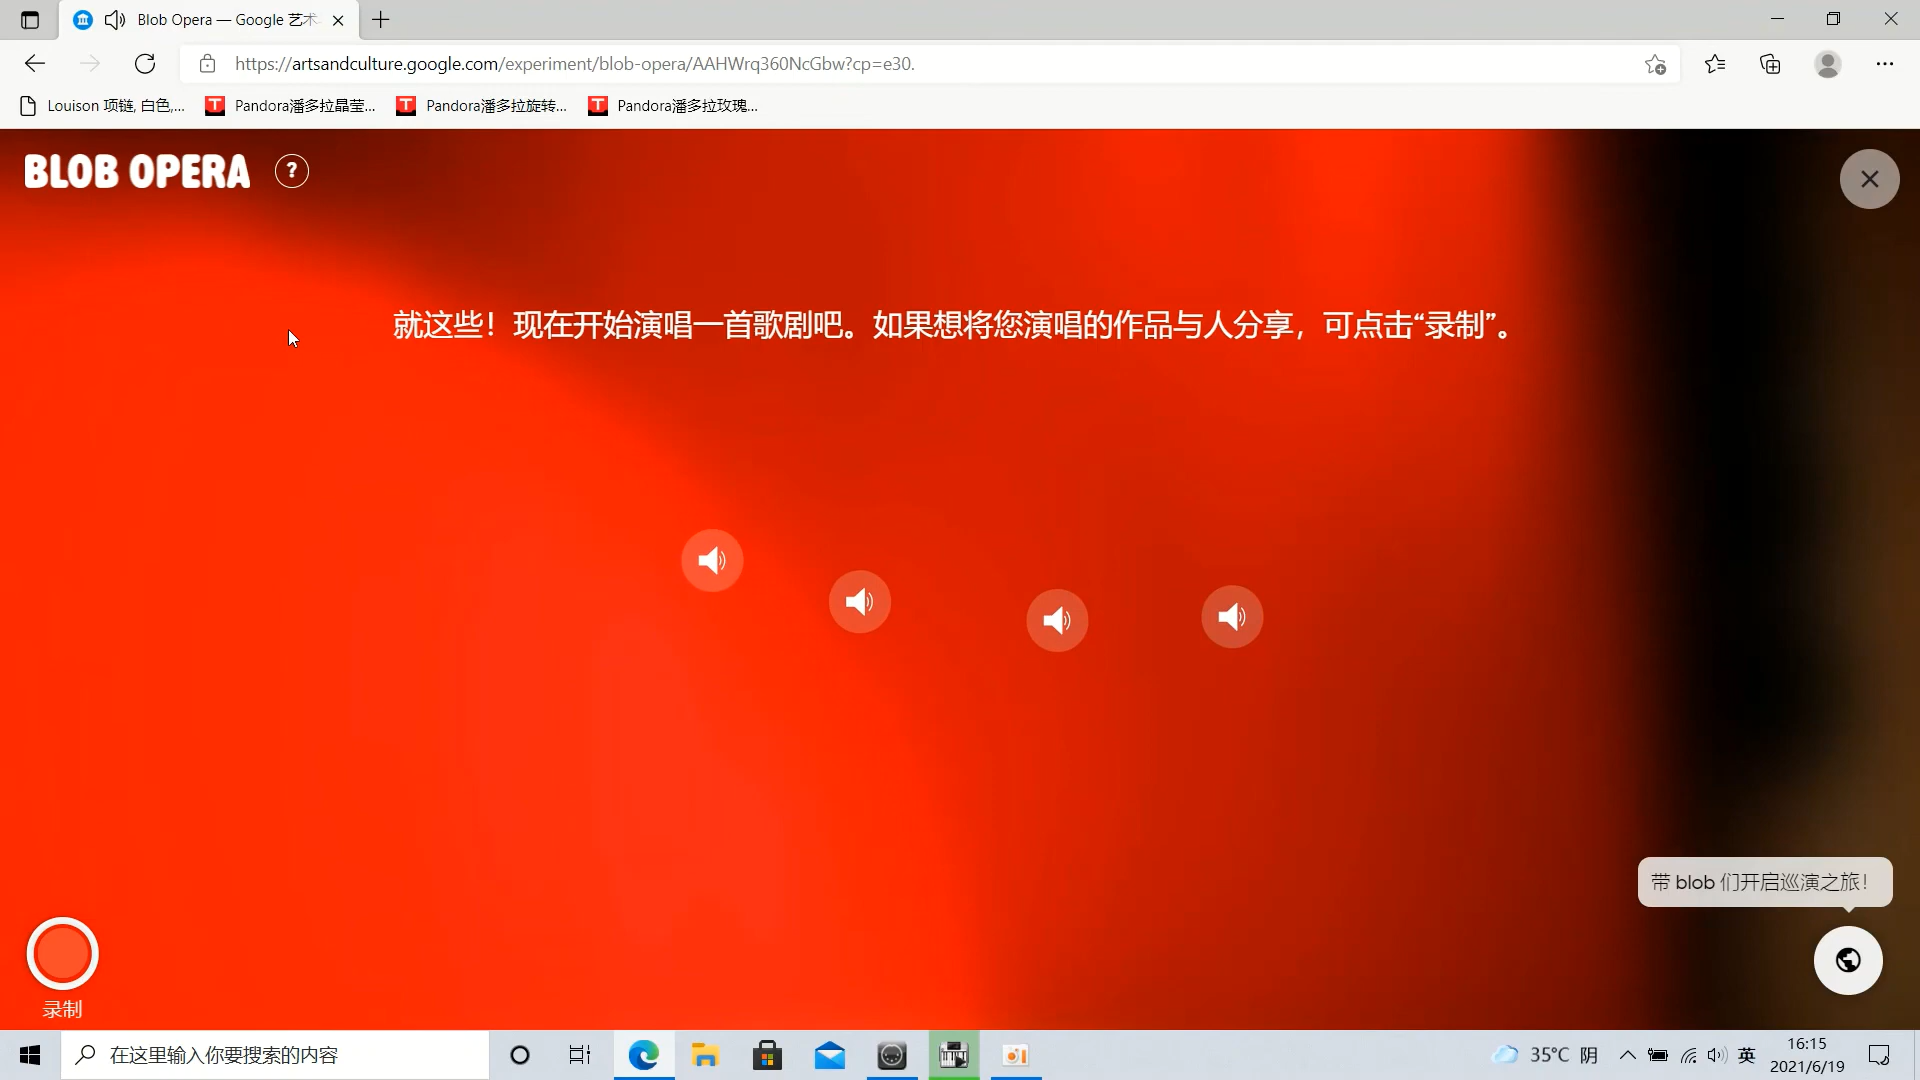 Blob Opera — Google 艺术
https://artsandculture.google.com/experiment/blob-opera/AAHWrq360NcGbw?cp=e30.
Louison 项链, 白色,... Pandora潘多拉晶莹... Pandora潘多拉旋转... Pandora潘多拉玫瑰...
BLOB OPERA ?
就这些！现在开始演唱一首歌剧吧。如果想将您演唱的作品与人分享，可点击“录制”。
带 blob 们开启巡演之旅！
录制
在这里输入你要搜索的内容
35°C 阴
英
16:15
2021/6/19